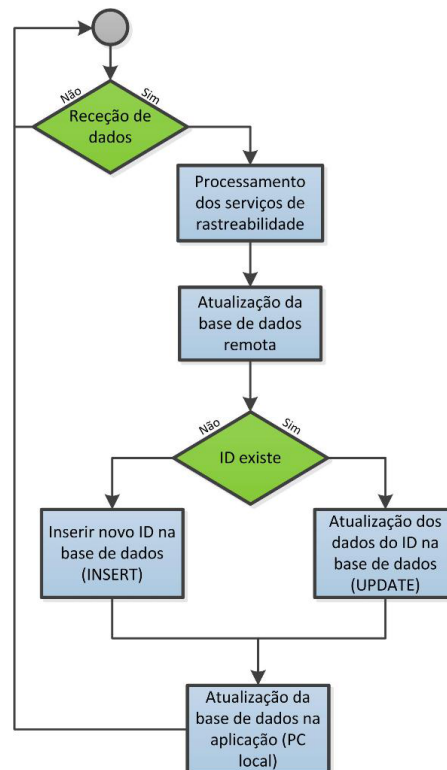 Não
Sim
Receção de
dados
Processamento
dos serviços de
rastreabilidade
Atualização da
base de dados
remota
Não
Sim
ID existe
Inserir novo ID na
base de dados
(INSERT)
Atualização dos
dados do ID na
base de dados
(UPDATE)
Atualização da
base de dados na
aplicação (PC
local)